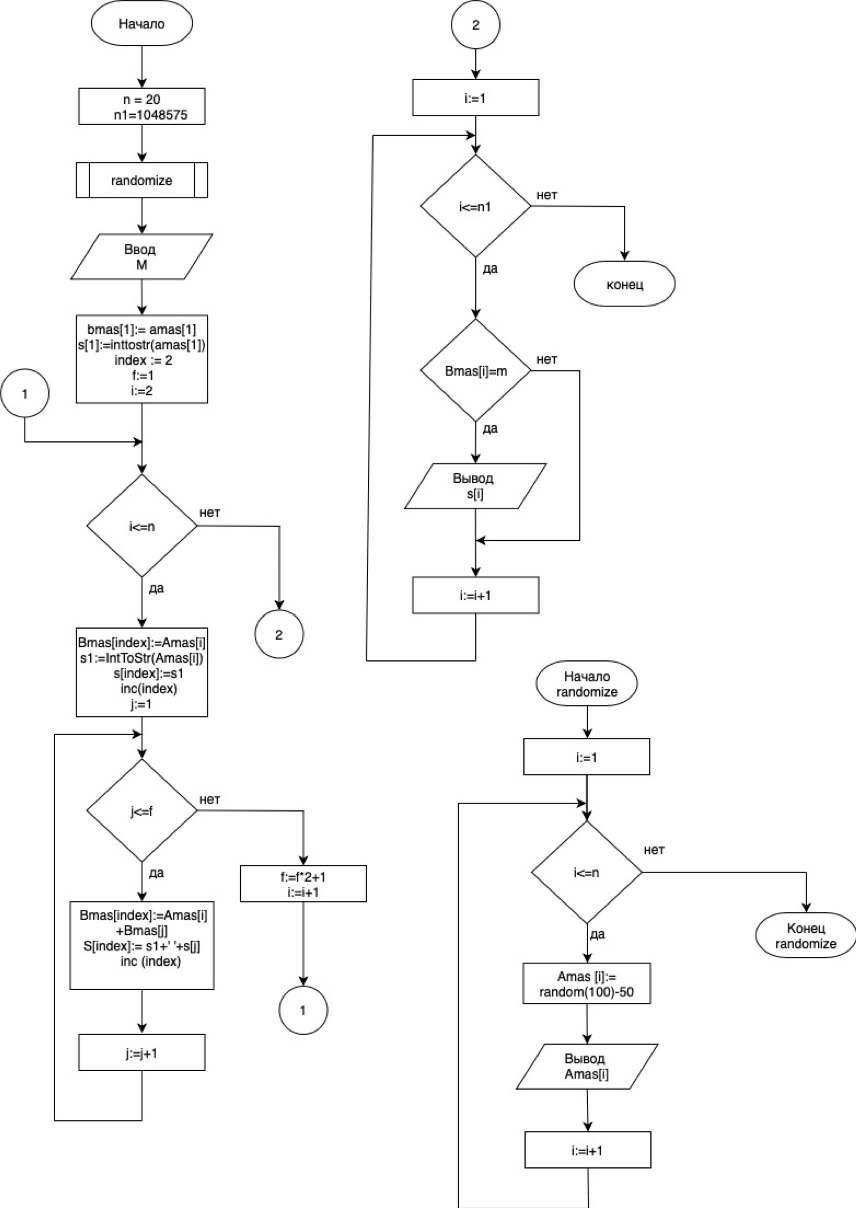 Начало
n = 20
n1=1048575
randomize
Ввод
M
bmas[1]:= amas[1]
s[1]:=inttostr(amas[1])
index := 2
f:=1
i:=2
1
i<=n
нет
да
2
Bmas[index]:=Amas[i]
s1:=IntToStr(Amas[i])
s[index]:=s1
inc(index)
j:=1
j<=f
нет
да
f:=f*2+1
i:=i+1
1
Bmas[index]:=Amas[i]
+Bmas[j]
S[index]:= s1+' '+s[j]
inc (index)
j:=j+1
2
i:=1
i<=n1
нет
да
конец
Bmas[i]=m
нет
да
Вывод
s[i]
i:=i+1
Начало
randomize
i:=1
i<=n
нет
да
Конец
randomize
Amas [i]:=
random(100)-50
Вывод
Amas[i]
i:=i+1